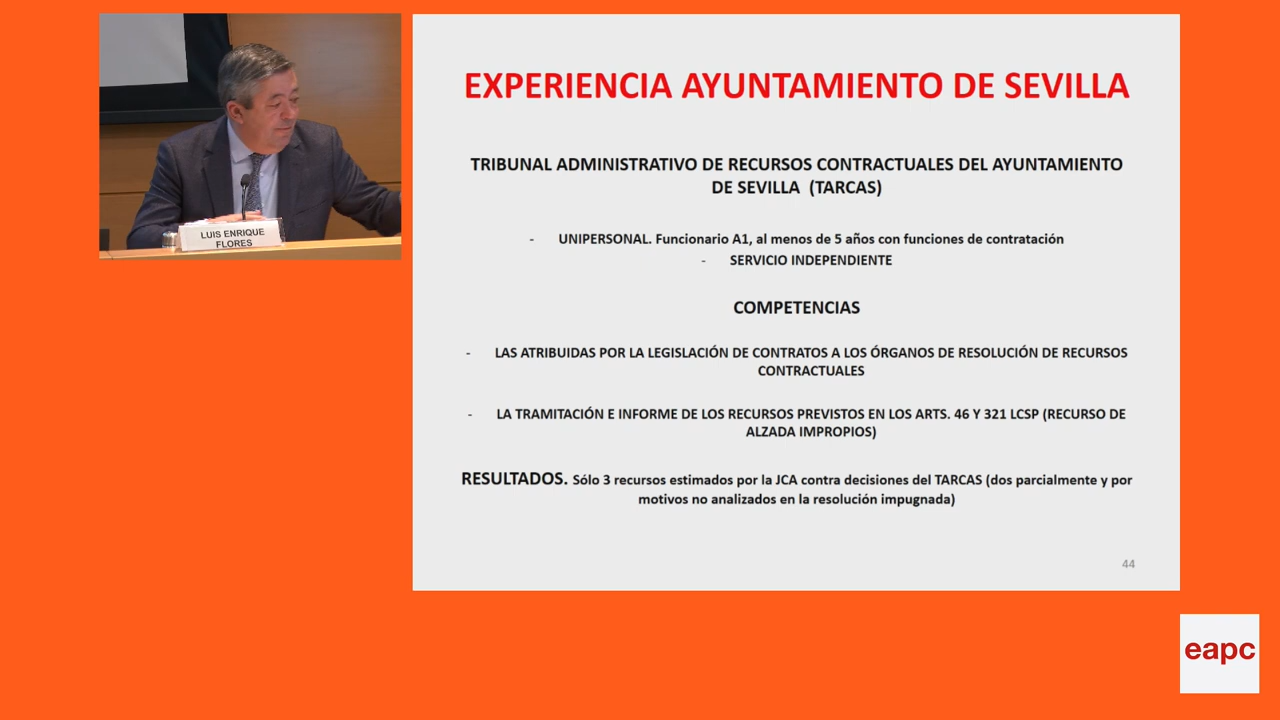 EXPERIENCIA AYUNTAMIENTO DE SEVILLA
TRIBUNAL ADMINISTRATIVO DE RECURSOS CONTRACTUALES DEL AYUNTAMIENTO
DE SEVILLA (TARCAS)
- UNIPERSONAL. Funcionario A1, al menos de 5 años con funciones de contratación
- SERVICIO INDEPENDIENTE
COMPETENCIAS
- LAS ATRIBUIDAS POR LA LEGISLACIÓN DE CONTRATOS A LOS ÓRGANOS DE RESOLUCIÓN DE RECURSOS
CONTRACTUALES
- LA TRAMITACIÓN E INFORME DE LOS RECURSOS PREVISTOS EN LOS ARTS. 46 Y 321 LCSP (RECURSO DE
ALZADA IMPROPIOS)
RESULTADOS. Sólo 3 recursos estimados por la JCA contra decisiones del TARCAS (dos parcialmente y por
motivos no analizados en la resolución impugnada)
44
LUIS ENRIQUE
FLORES
eapc